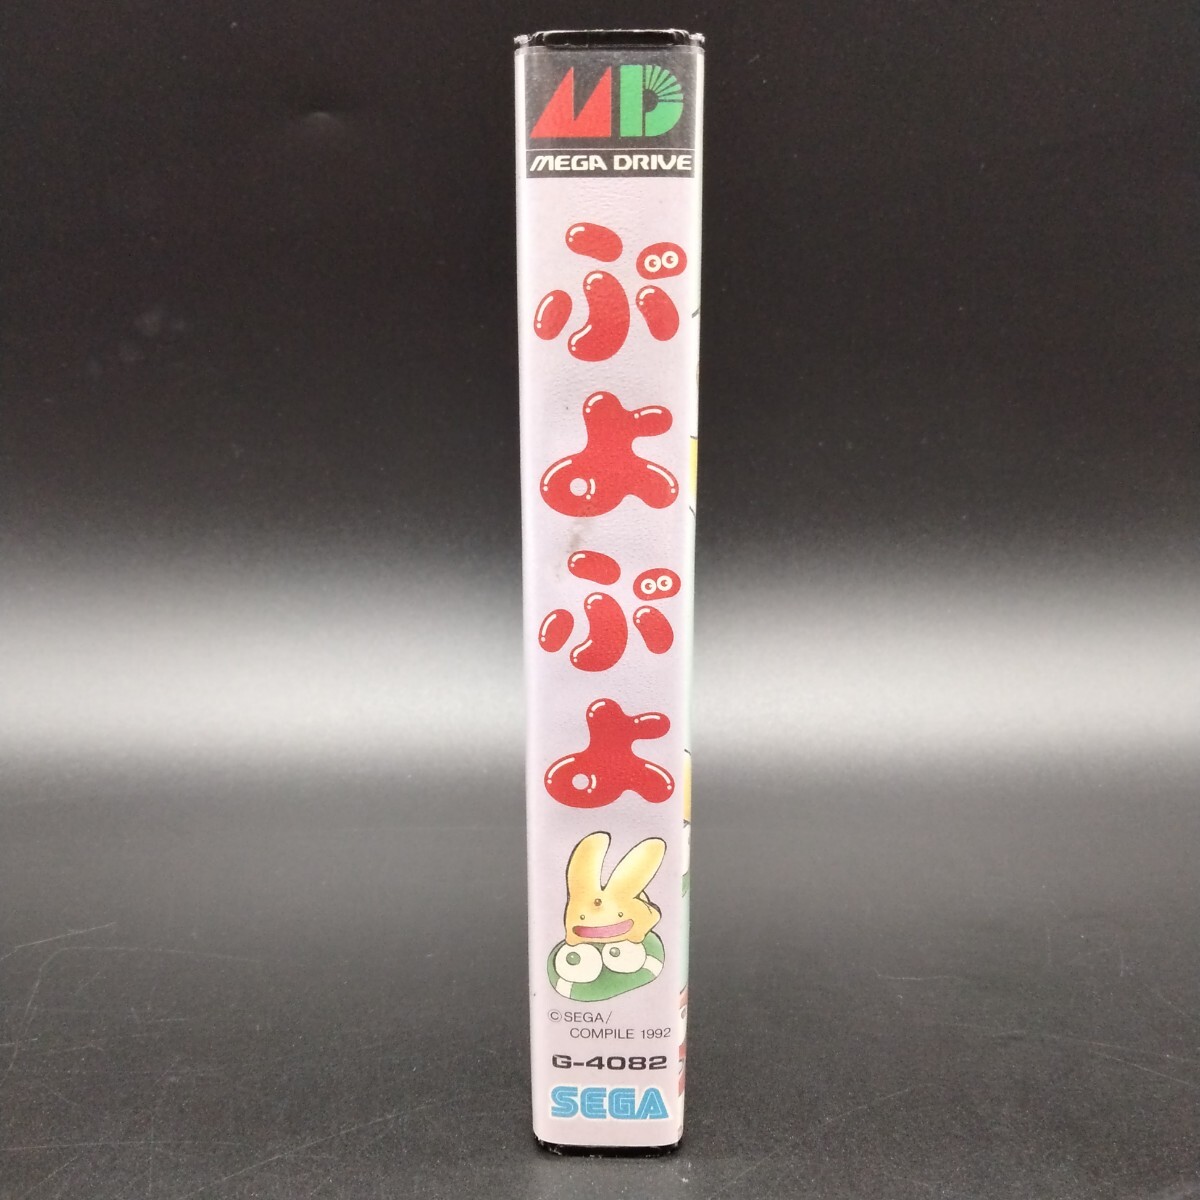 MD
MEGA DRIVE
ぷよぷよ
© SEGA/
COMPILE 1992
G-4082
SEGA